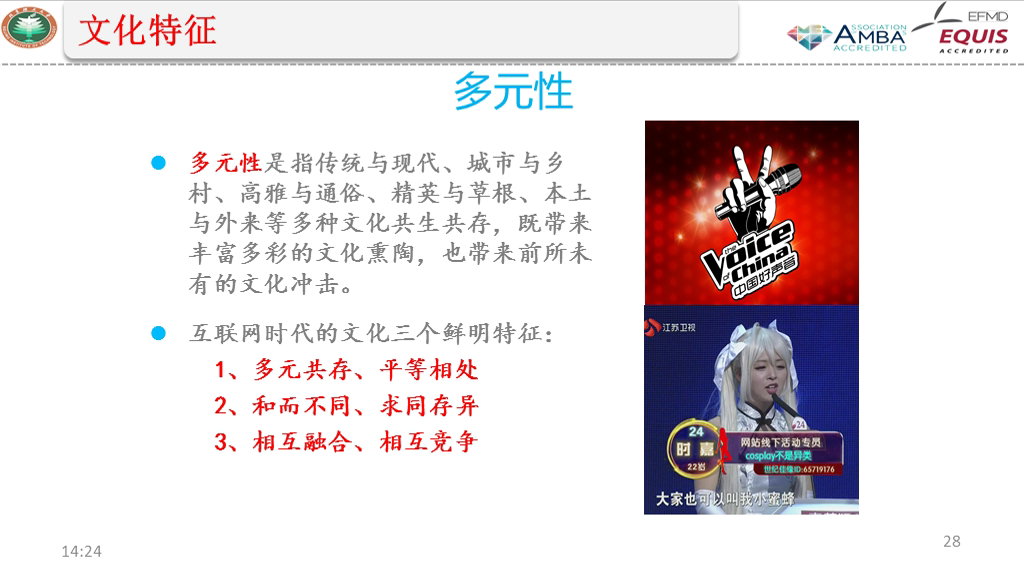 文化特征
ASSOCIATION
AMBA
ACCREDITED
EFMD
EQUIS
ACCREDITED
多元性
多元性是指传统与现代、城市与乡
村、高雅与通俗、精英与草根、本土
与外来等多种文化共生共存，既带来
丰富多彩的文化熏陶，也带来前所未
有的文化冲击。
互联网时代的文化三个鲜明特征：
1、多元共存、平等相处
2、和而不同、求同存异
3、相互融合、相互竞争
the
Voice
of China
中国好声音
江苏卫视
24
24
时嘉
22岁
网站线下活动专员
cosplay不是异类
世纪佳缘ID:65719176
大家也可以叫我小蜜蜂
14:24
28